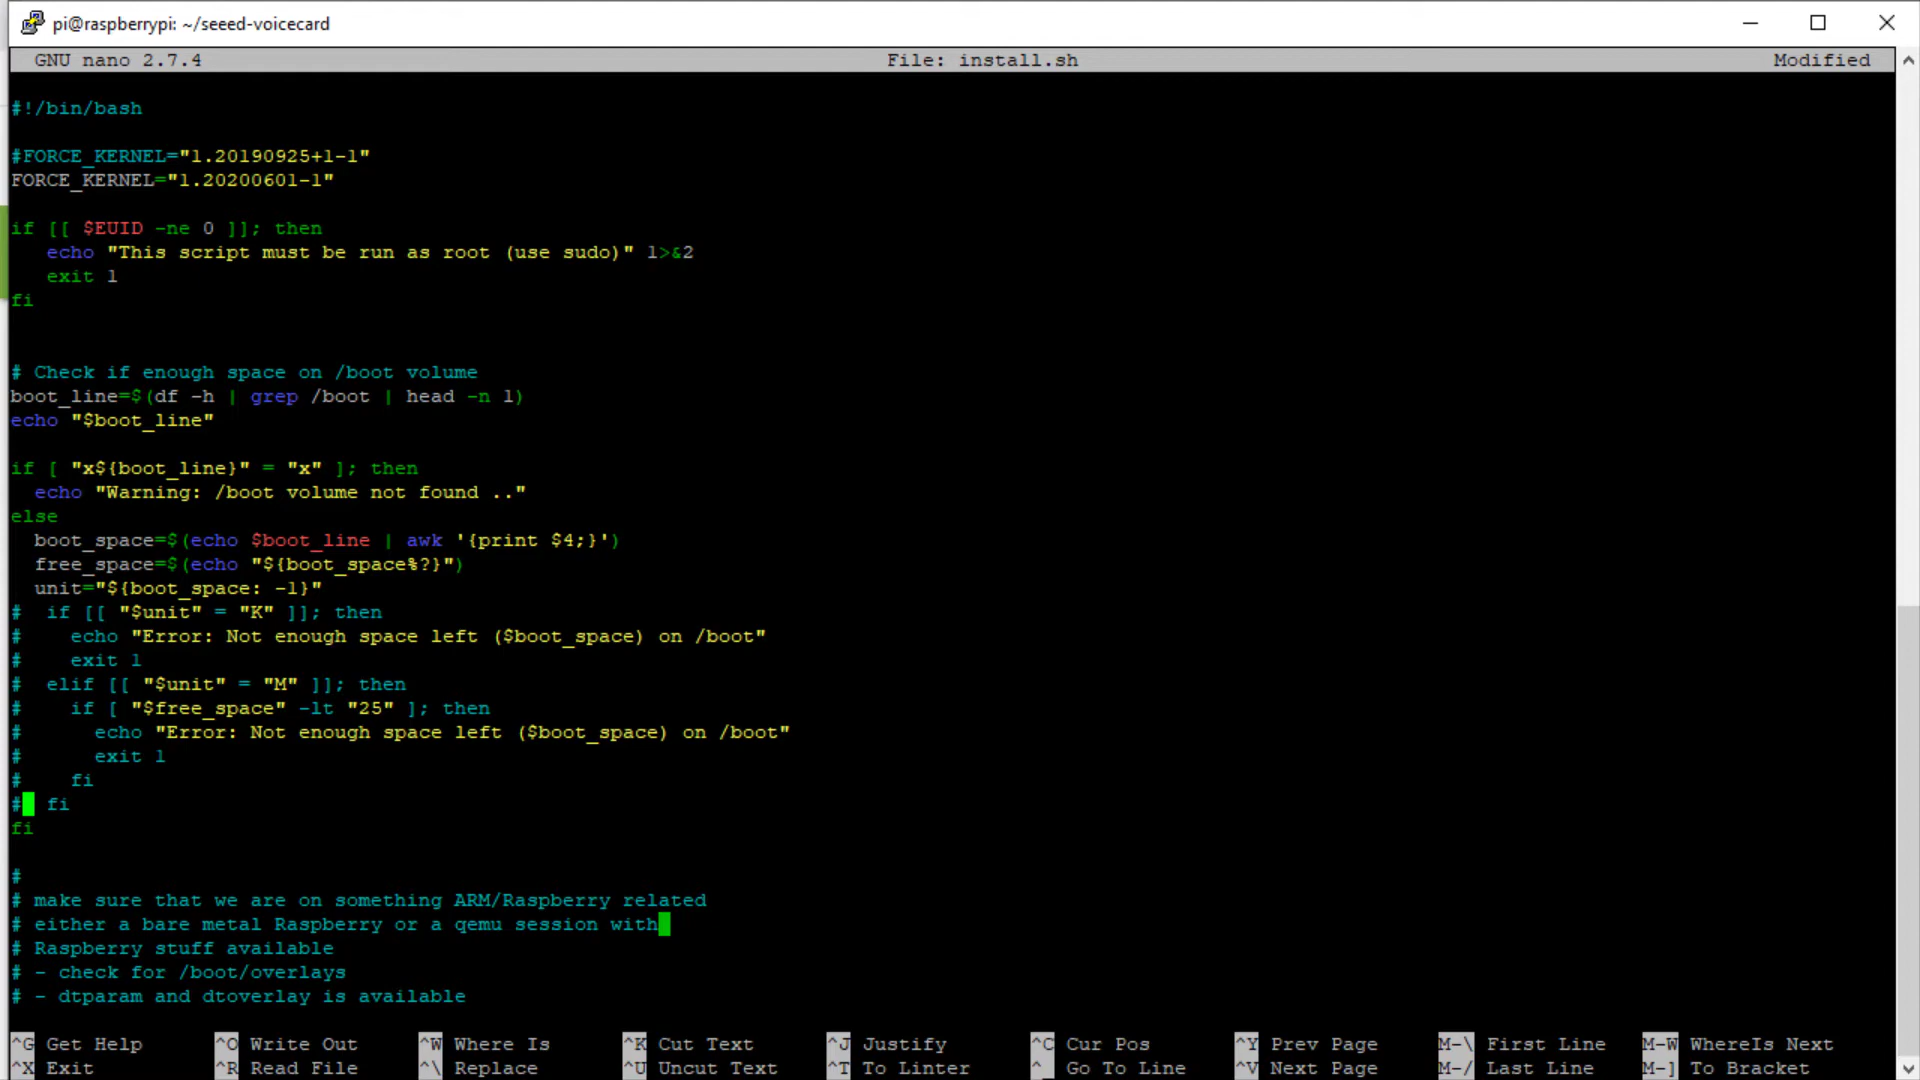 pi@raspberrypi: ~/seeed-voicecard
GNU nano 2.7.4 File: install.sh Modified
#!/bin/bash
#FORCE_KERNEL="1.20190925+1-1"
FORCE_KERNEL="1.20200601-1"
if [[ $EUID -ne 0 ]]; then
   echo "This script must be run as root (use sudo)" 1>&2
   exit 1
fi
# Check if enough space on /boot volume
boot_line=$(df -h | grep /boot | head -n 1)
echo "$boot_line"
if [ "x${boot_line}" = "x" ]; then
  echo "Warning: /boot volume not found .."
else
  boot_space=$(echo $boot_line | awk '{print $4;}')
  free_space=$(echo "${boot_space%?}")
  unit="${boot_space: -1}"
#  if [[ "$unit" = "K" ]]; then
#    echo "Error: Not enough space left ($boot_space) on /boot"
#    exit 1
#  elif [[ "$unit" = "M" ]]; then
#    if [ "$free_space" -lt "25" ]; then
#      echo "Error: Not enough space left ($boot_space) on /boot"
#      exit 1
#    fi
#  fi
fi
#
# make sure that we are on something ARM/Raspberry related
# either a bare metal Raspberry or a qemu session with
# Raspberry stuff available
# - check for /boot/overlays
# - dtparam and dtoverlay is available
^G Get Help ^O Write Out ^W Where Is ^K Cut Text ^J Justify ^C Cur Pos ^Y Prev Page M-\ First Line M-W WhereIs Next
^X Exit ^R Read File ^\ Replace ^U Uncut Text ^T To Linter ^_ Go To Line ^V Next Page M-/ Last Line M-] To Bracket